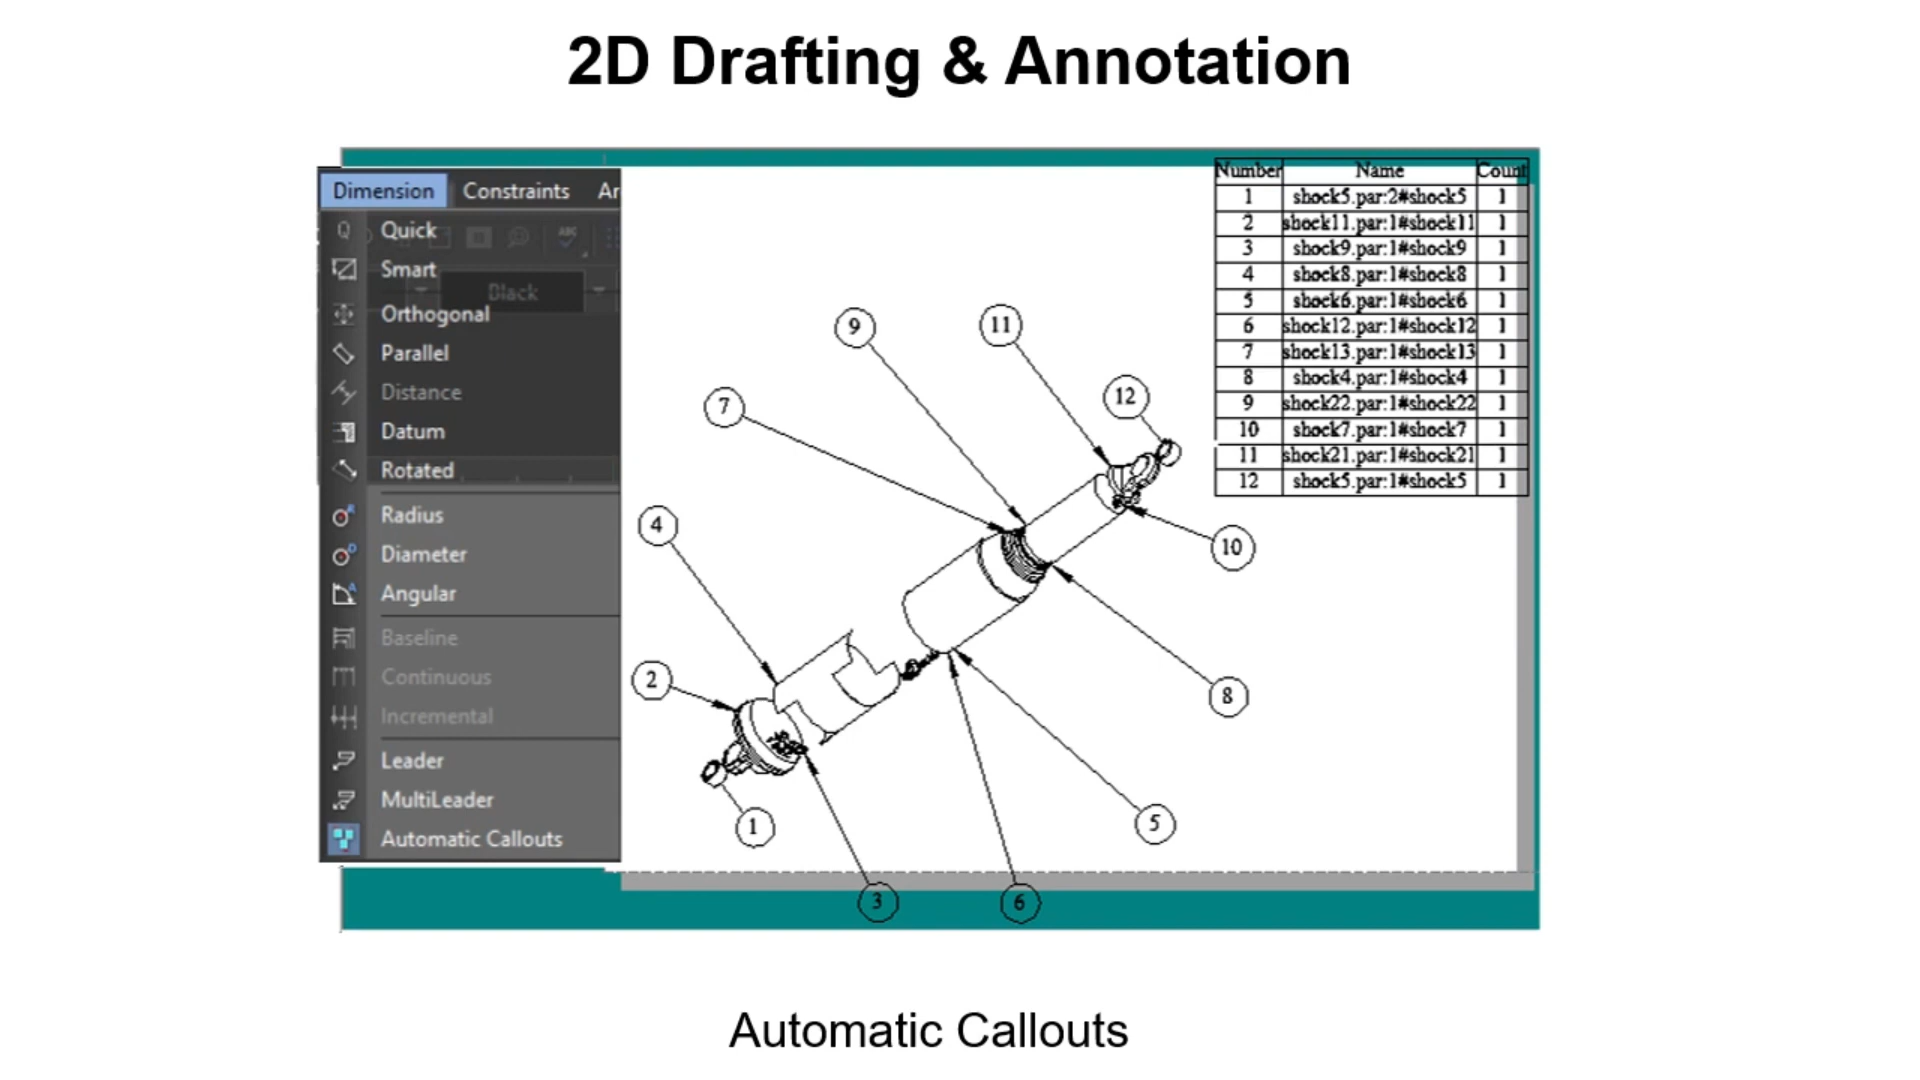 2D Drafting & Annotation
Dimension Constraints Ar
Quick
Smart
Black
Orthogonal
Parallel
Distance
Datum
Rotated
Radius
Diameter
Angular
Baseline
Continuous
Incremental
Leader
MultiLeader
Automatic Callouts
Number Name Count
1 shock5.par:2#shock5 1
2 shock11.par:1#shock11 1
3 shock9.par:1#shock9 1
4 shock8.par:1#shock8 1
5 shock6.par:1#shock6 1
6 shock12.par:1#shock12 1
7 shock13.par:1#shock13 1
8 shock4.par:1#shock4 1
9 shock22.par:1#shock22 1
10 shock7.par:1#shock7 1
11 shock21.par:1#shock21 1
12 shock5.par:1#shock5 1
9
11
12
7
4
10
2
8
1
5
3
6
Automatic Callouts